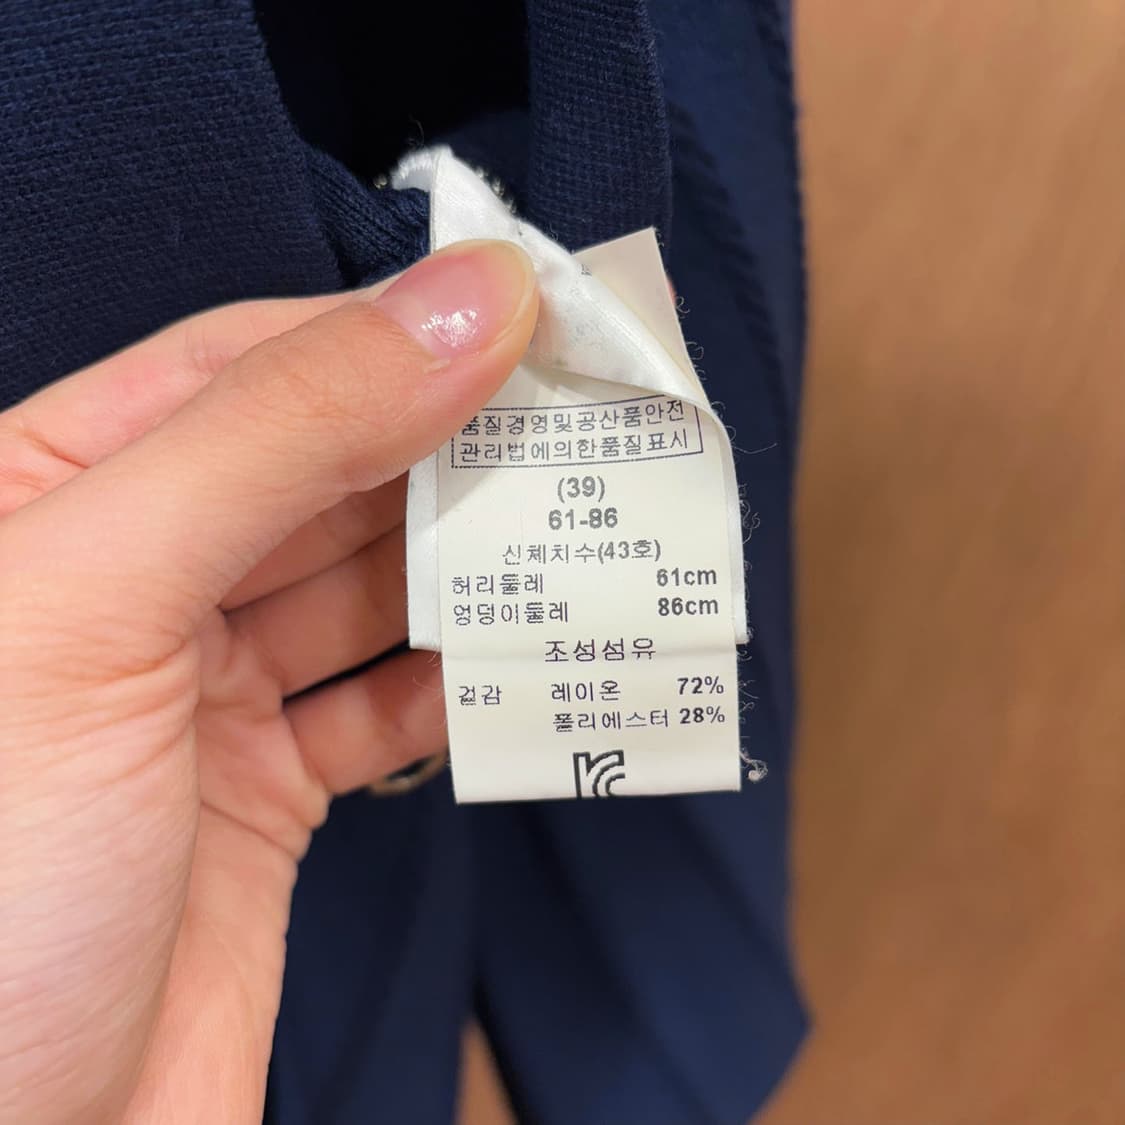 품질경영및공산품안전
관리법에의한품질표시
(39)
61-86
신체치수(43호)
허리둘레 61cm
엉덩이둘레 86cm
조성섬유
겉감 레이온 72%
폴리에스터 28%